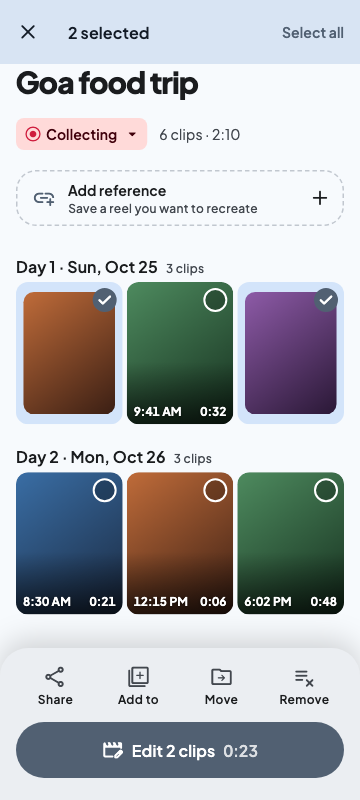 2 selected
Select all
Goa food trip
Collecting
6 clips · 2:10
Add reference
Save a reel you want to recreate
Day 1 · Sun, Oct 25 3 clips
9:41 AM 0:32
Day 2 · Mon, Oct 26 3 clips
8:30 AM 0:21
12:15 PM 0:06
6:02 PM 0:48
Share
Add to
Move
Remove
Edit 2 clips 0:23